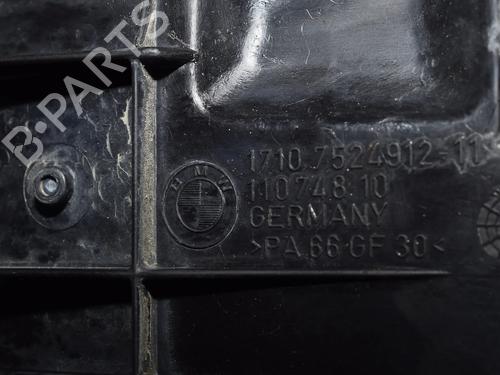 B-PARTS
1710.7524912-11
110748.10
BMW
GERMANY
>PA 66 GF 30<